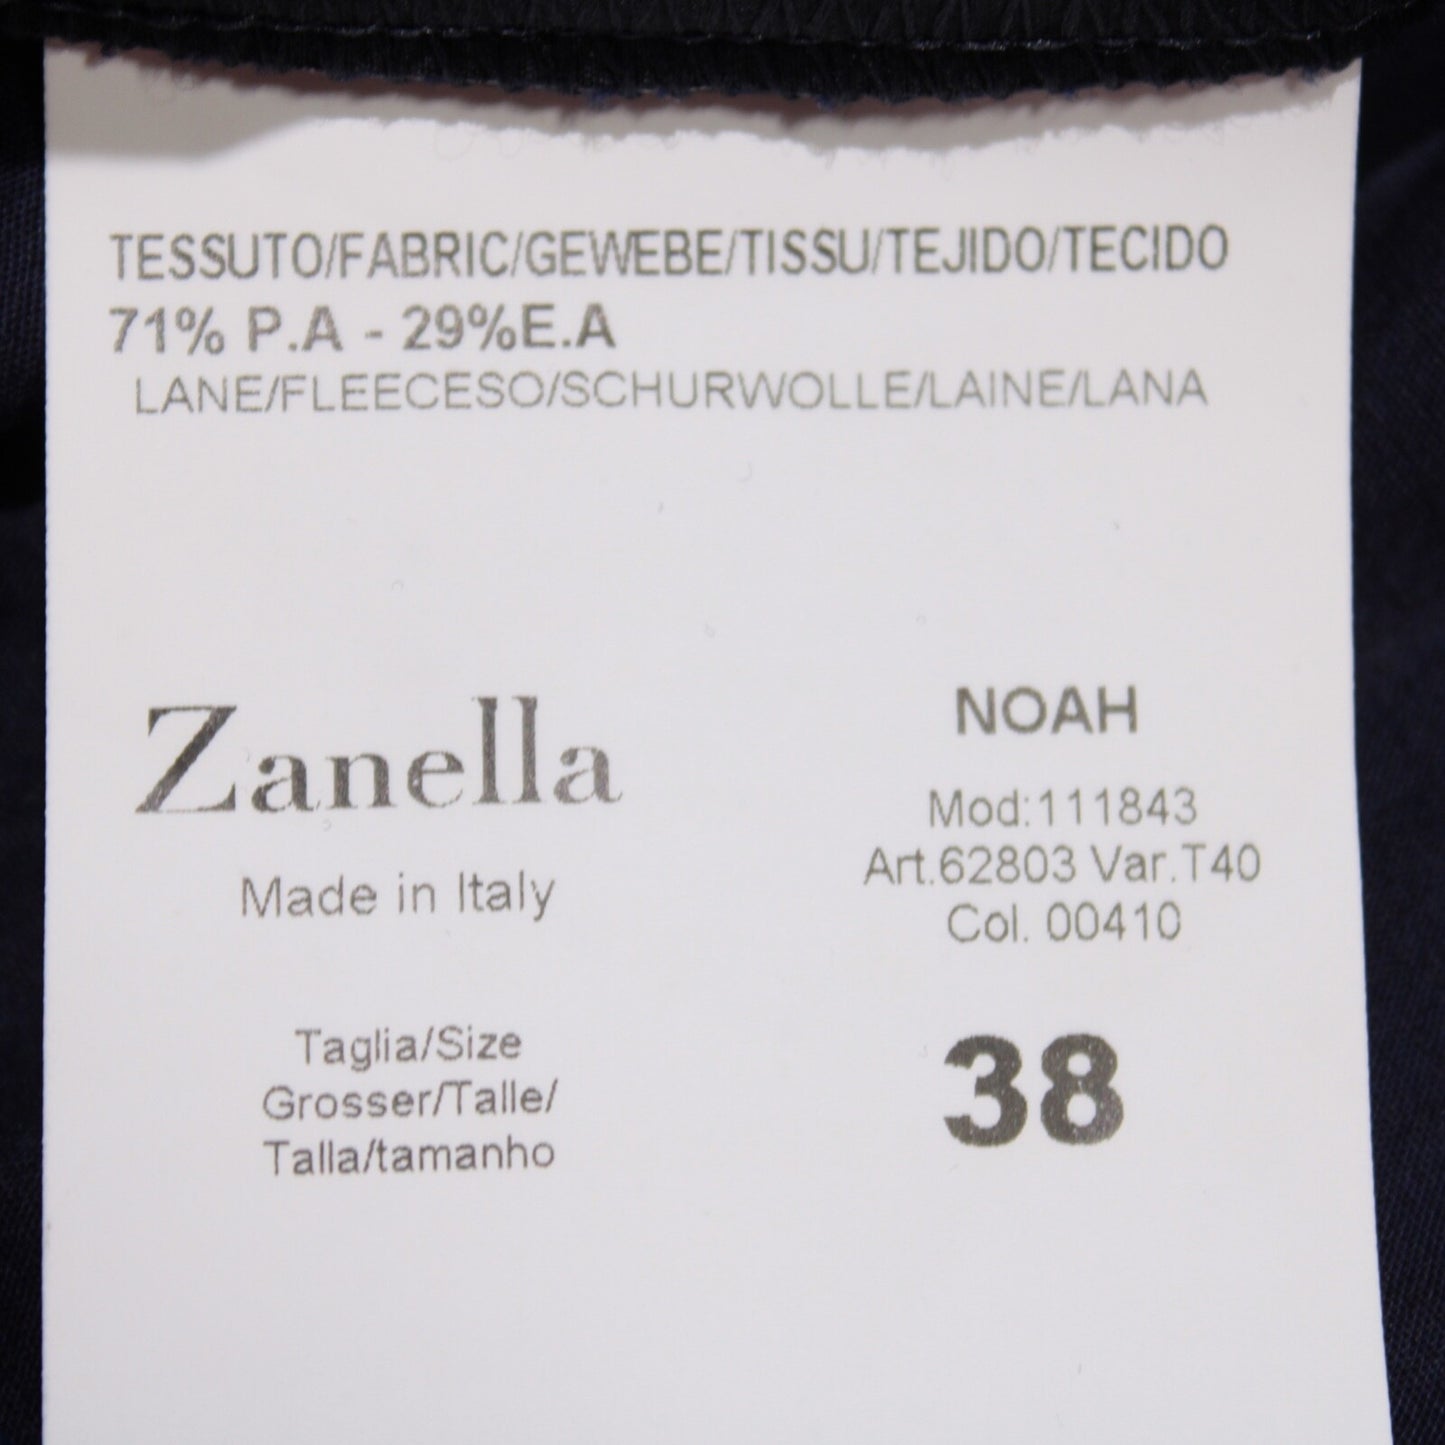 TESSUTO/FABRIC/GEWEBE/TISSU/TEJIDO/TECIDO
71% P.A - 29%E.A
LANE/FLEECESO/SCHURWOLLE/LAINE/LANA
Zanella
Made in Italy
NOAH
Mod:111843
Art.62803 Var.T40
Col. 00410
Taglia/Size
Grosser/Talle/
Talla/tamanho
38